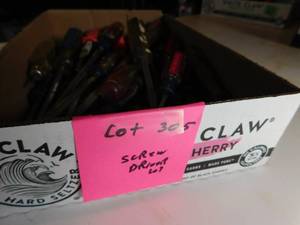 Lot 305
SCREW
DRIVER
LOT
CLAW
HARD SELTZER
CLAW®
HERRY